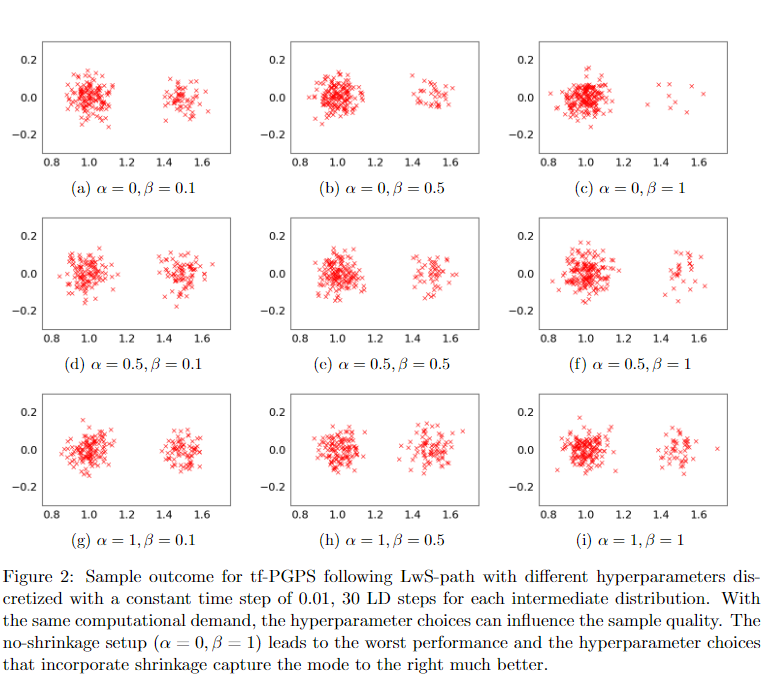 0.2
0.0
−0.2
0.8 1.0 1.2 1.4 1.6
0.2
0.0
−0.2
0.8 1.0 1.2 1.4 1.6
0.2
0.0
−0.2
0.8 1.0 1.2 1.4 1.6
(a) α = 0, β = 0.1
(b) α = 0, β = 0.5
(c) α = 0, β = 1
0.2
0.0
−0.2
0.8 1.0 1.2 1.4 1.6
0.2
0.0
−0.2
0.8 1.0 1.2 1.4 1.6
0.2
0.0
−0.2
0.8 1.0 1.2 1.4 1.6
(d) α = 0.5, β = 0.1
(e) α = 0.5, β = 0.5
(f) α = 0.5, β = 1
0.2
0.0
−0.2
0.8 1.0 1.2 1.4 1.6
0.2
0.0
−0.2
0.8 1.0 1.2 1.4 1.6
0.2
0.0
−0.2
0.8 1.0 1.2 1.4 1.6
(g) α = 1, β = 0.1
(h) α = 1, β = 0.5
(i) α = 1, β = 1
Figure 2: Sample outcome for tf-PGPS following LwS-path with different hyperparameters dis-
cretized with a constant time step of 0.01, 30 LD steps for each intermediate distribution. With
the same computational demand, the hyperparameter choices can influence the sample quality. The
no-shrinkage setup (α = 0, β = 1) leads to the worst performance and the hyperparameter choices
that incorporate shrinkage capture the mode to the right much better.